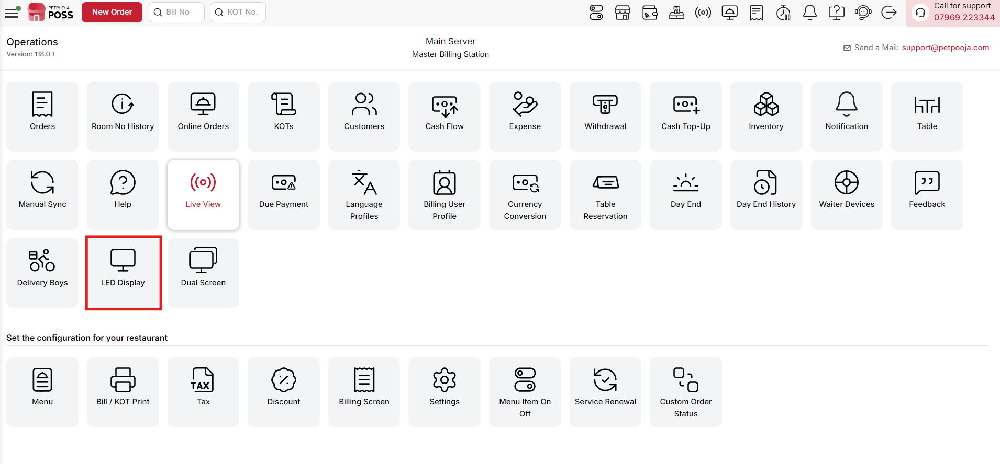 PETPOOJA
POSS
New Order
Bill No
KOT No.
Call for support
07969 223344
Operations
Version: 118.0.1
Main Server
Master Billing Station
Send a Mail: support@petpooja.com
Orders
Room No History
Online Orders
KOTs
Customers
Cash Flow
Expense
Withdrawal
Cash Top-Up
Inventory
Notification
Table
Manual Sync
Help
Live View
Due Payment
Language
Profiles
Billing User
Profile
Currency
Conversion
Table
Reservation
Day End
Day End History
Waiter Devices
Feedback
Delivery Boys
LED Display
Dual Screen
Set the configuration for your restaurant
Menu
Bill / KOT Print
TAX
Tax
Discount
Billing Screen
Settings
Menu Item On
Off
Service Renewal
Custom Order
Status